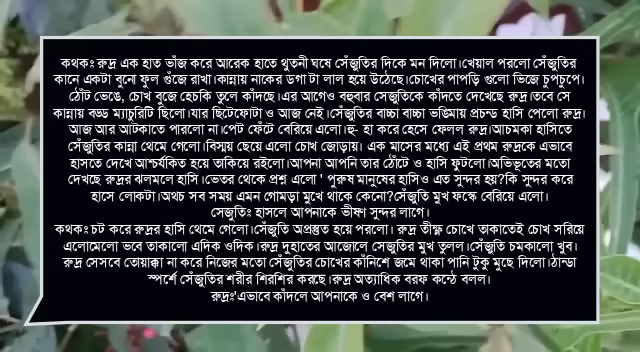 কথকঃ রুদ্র এক হাত ভাঁজ করে আরেক হাতে থুতনী ঘষে সেঁজুতির দিকে মন দিলো।খেয়াল পরলো সেঁজুতির
কানে একটা বুনো ফুল গুঁজে রাখা।কান্নায় নাকের ডগা টা লাল হয়ে উঠেছে।চোখের পাপড়ি গুলো ভিজে চুপচুপে।
ঠোঁট ভেঙে, চোখ বুজে হেচকি তুলে কাঁদছে।এর আগেও বহুবার সেজুতিকে কাঁদতে দেখেছে রুদ্র।তবে সে
কান্নায় বড্ড ম্যাচুরিটি ছিলো।যার ছিটেফোটা ও আজ নেই।সেঁজুতির বাচ্চা বাচ্চা ভঙিমায় প্রচন্ড হাসি পেলো রুদ্র।
আজ আর আটকাতে পারলো না।পেট ফেঁটে বেরিয়ে এলো।হু- হা করে হেসে ফেলল রুদ্র।আচমকা হাসিতে
সেঁজুতির কান্না থেমে গেলো।বিস্ময় ছেয়ে এলো চোখ জোড়ায়। এক মাসের মধ্যে এই প্রথম রুদ্রকে এভাবে
হাসতে দেখে আশ্চর্যকিত হয়ে তাকিয়ে রইলো।আপনা আপনি তার ঠোঁটে ও হাসি ফুটলো।অভিভূতের মতো
দেখছে রুদ্রর ঝলমলে হাসি।ভেতর থেকে প্রশ্ন এলো ' পুরুষ মানুষের হাসিও এত সুন্দর হয়?কি সুন্দর করে
হাসে লোকটা।অথচ সব সময় এমন গোমড়া মুখে থাকে কেনো?সেঁজুতি মুখ ফস্কে বেরিয়ে এলো।
সেজুতিঃ হাসলে আপনাকে ভীষণ সুন্দর লাগে।
কথকঃ চট করে রুদ্রর হাসি থেমে গেলো।সেঁজুতি অপ্রস্তুত হয়ে পরলো। রুদ্র তীক্ষ্ণ চোখে তাকাতেই চোখ সরিয়ে
এলোমেলো ভবে তাকালো এদিক ওদিক।রুদ্র দুহাতের আজোলে সেজুতির মুখ তুলল।সেঁজুতি চমকালো খুব।
রুদ্র সেসবে তোয়াক্কা না করে নিজের মতো সেঁজুতির চোখের কাঁনিশে জমে থাকা পানি টুকু মুছে দিলো।ঠান্ডা
স্পর্শে সেঁজুতির শরীর শিরশির করছে।রুদ্র অত্যাধিক বরফ কন্ঠে বলল।
রুদ্রঃ'এভাবে কাঁদলে আপনাকে ও বেশ লাগে।